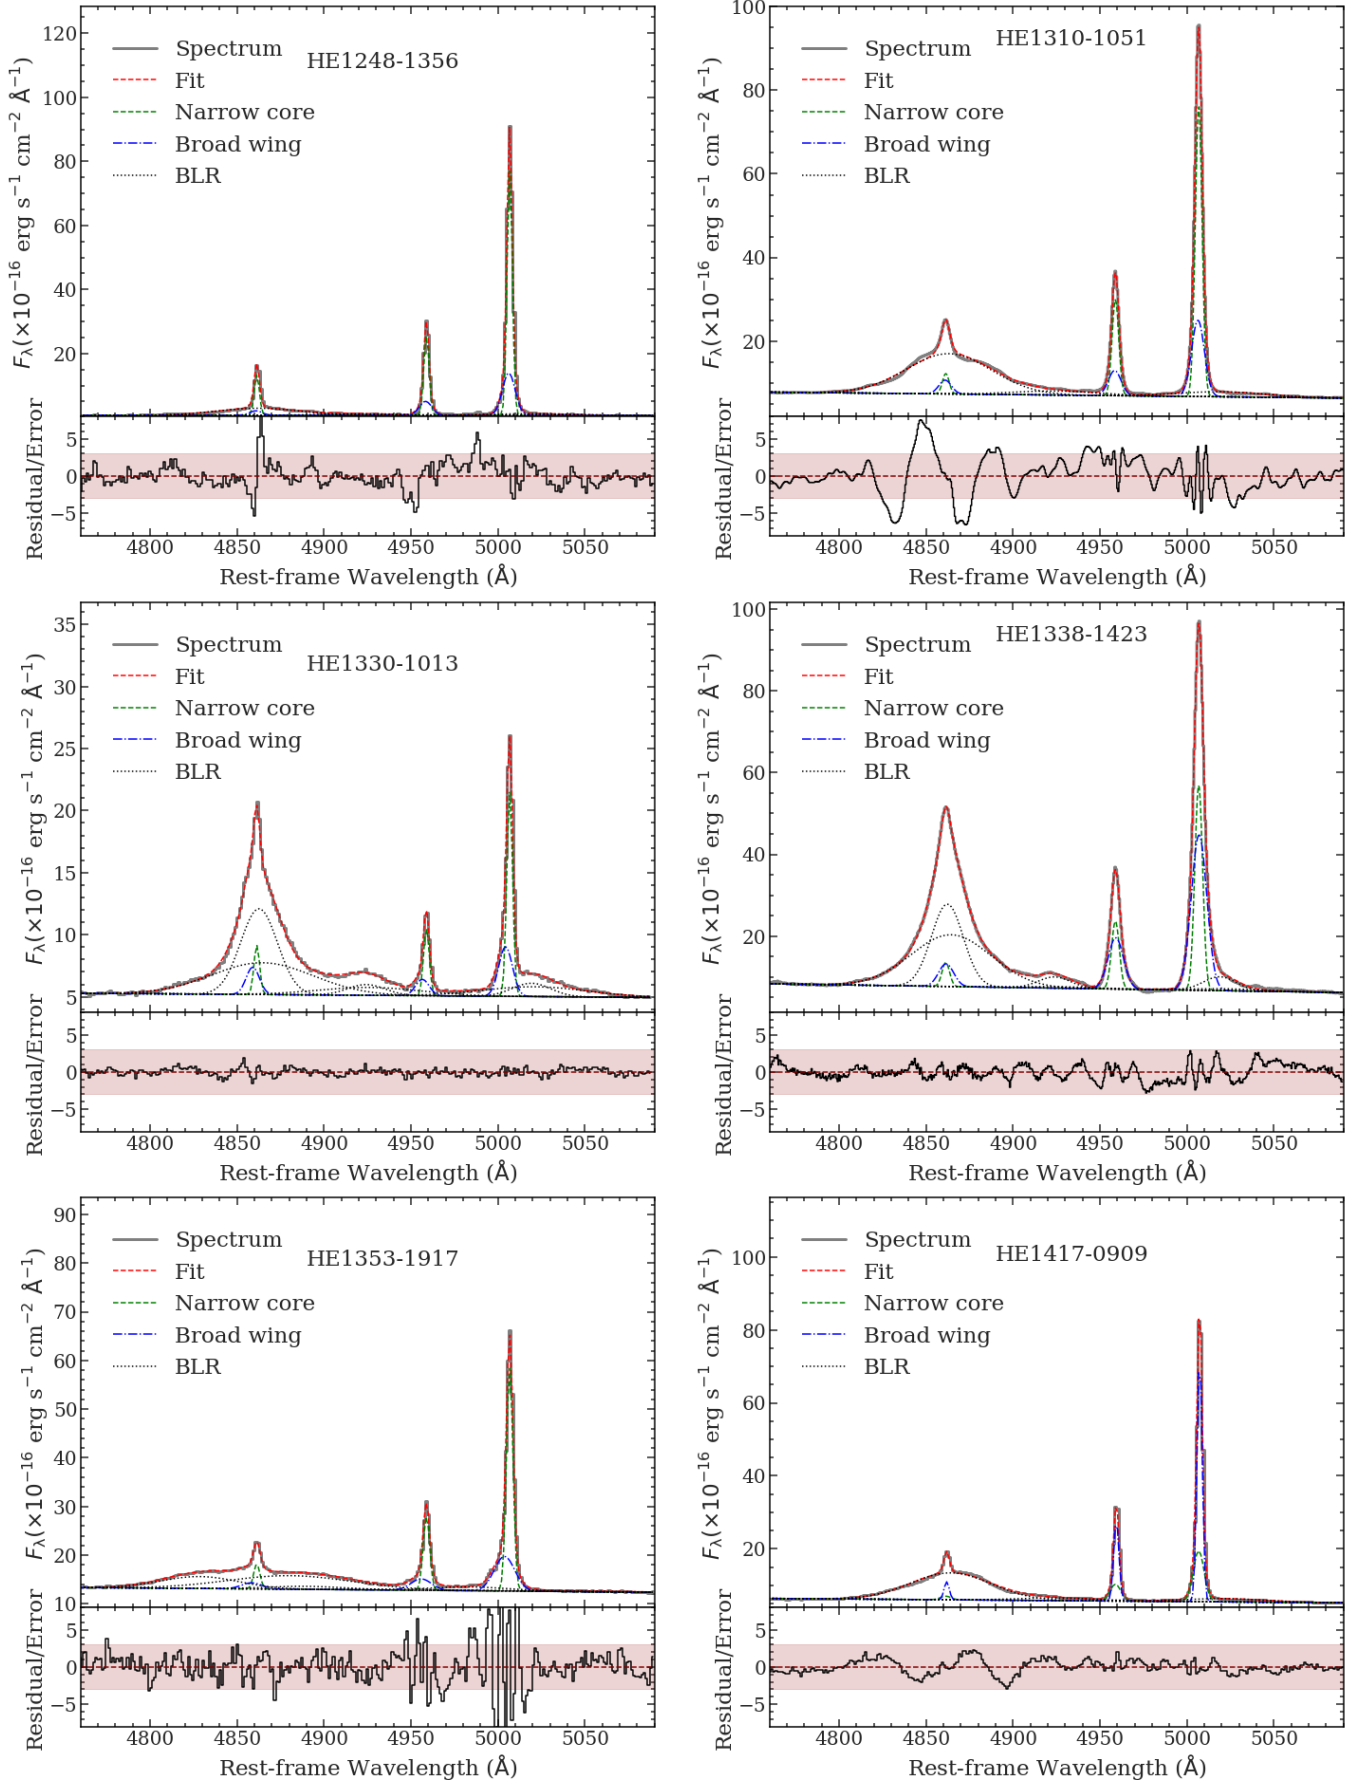 HE1248-1356
Spectrum
Fit
Narrow core
Broad wing
BLR
120
100
80
60
40
20
F_λ(×10⁻¹⁶ erg s⁻¹ cm⁻² Å⁻¹)
5
0
−5
Residual/Error
4800 4850 4900 4950 5000 5050
Rest-frame Wavelength (Å)
HE1310-1051
Spectrum
Fit
Narrow core
Broad wing
BLR
100
80
60
40
20
F_λ(×10⁻¹⁶ erg s⁻¹ cm⁻² Å⁻¹)
5
0
−5
Residual/Error
4800 4850 4900 4950 5000 5050
Rest-frame Wavelength (Å)
HE1330-1013
Spectrum
Fit
Narrow core
Broad wing
BLR
35
30
25
20
15
10
5
F_λ(×10⁻¹⁶ erg s⁻¹ cm⁻² Å⁻¹)
5
0
−5
Residual/Error
4800 4850 4900 4950 5000 5050
Rest-frame Wavelength (Å)
HE1338-1423
Spectrum
Fit
Narrow core
Broad wing
BLR
100
80
60
40
20
F_λ(×10⁻¹⁶ erg s⁻¹ cm⁻² Å⁻¹)
5
0
−5
Residual/Error
4800 4850 4900 4950 5000 5050
Rest-frame Wavelength (Å)
HE1353-1917
Spectrum
Fit
Narrow core
Broad wing
BLR
90
80
70
60
50
40
30
20
10
F_λ(×10⁻¹⁶ erg s⁻¹ cm⁻² Å⁻¹)
5
0
−5
Residual/Error
4800 4850 4900 4950 5000 5050
Rest-frame Wavelength (Å)
HE1417-0909
Spectrum
Fit
Narrow core
Broad wing
BLR
100
80
60
40
20
F_λ(×10⁻¹⁶ erg s⁻¹ cm⁻² Å⁻¹)
5
0
−5
Residual/Error
4800 4850 4900 4950 5000 5050
Rest-frame Wavelength (Å)